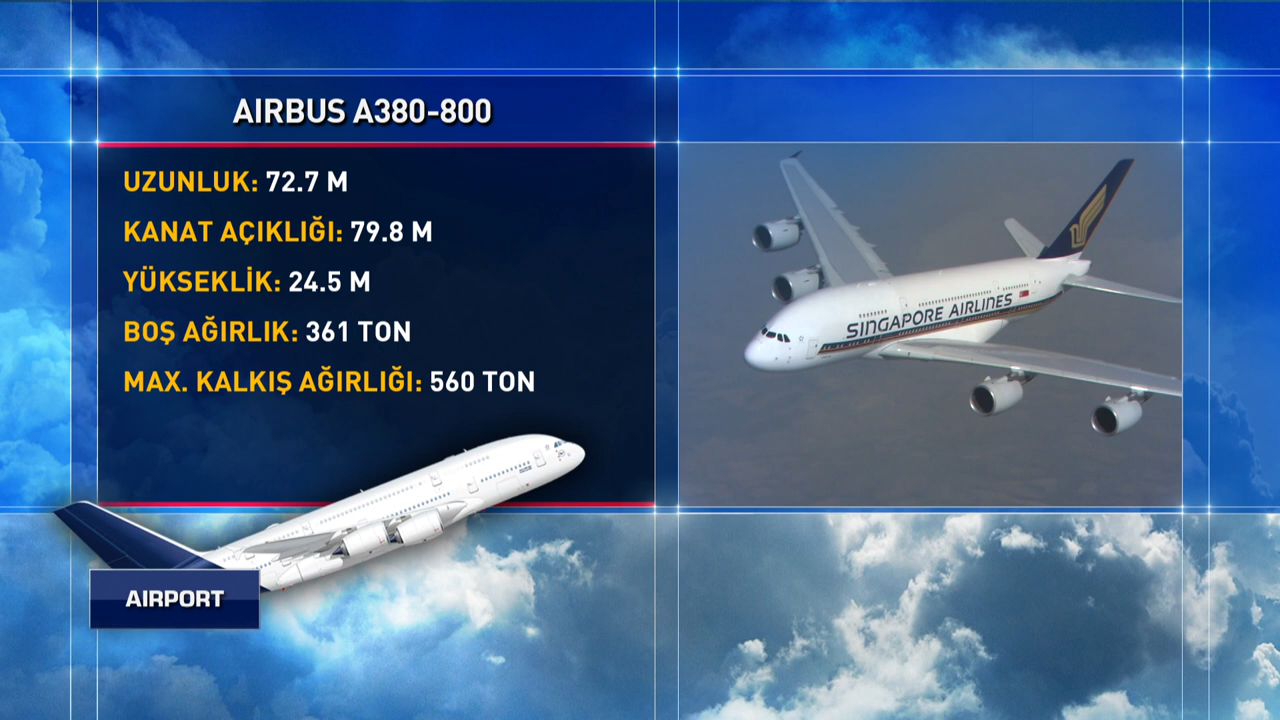 AIRBUS A380-800
UZUNLUK: 72.7 M
KANAT AÇIKLIĞI: 79.8 M
YÜKSEKLİK: 24.5 M
BOŞ AĞIRLIK: 361 TON
MAX. KALKIŞ AĞIRLIĞI: 560 TON
SINGAPORE AIRLINES
AIRPORT